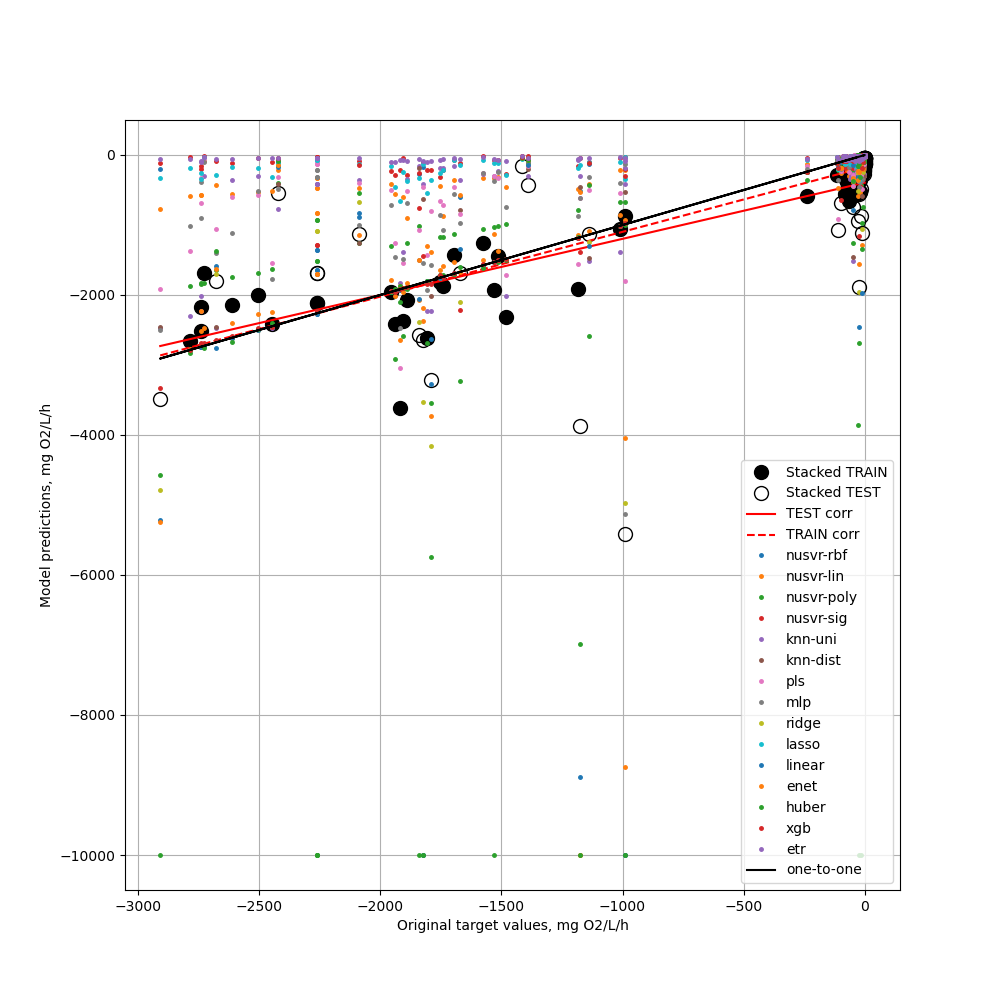 0
−2000
−4000
−6000
−8000
−10000
Model predictions, mg O2/L/h
−3000
−2500
−2000
−1500
−1000
−500
0
Original target values, mg O2/L/h
Stacked TRAIN
Stacked TEST
TEST corr
TRAIN corr
nusvr-rbf
nusvr-lin
nusvr-poly
nusvr-sig
knn-uni
knn-dist
pls
mlp
ridge
lasso
linear
enet
huber
xgb
etr
one-to-one